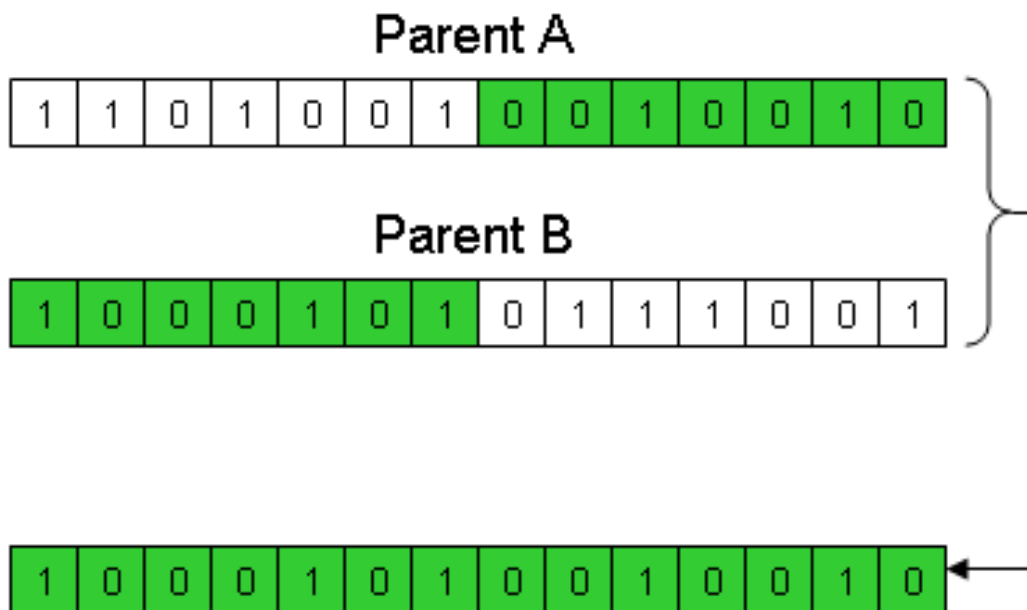 Parent A
1 1 0 1 0 0 1 0 0 1 0 0 1 0
Parent B
1 0 0 0 1 0 1 0 1 1 1 0 0 1
1 0 0 0 1 0 1 0 0 1 0 0 1 0